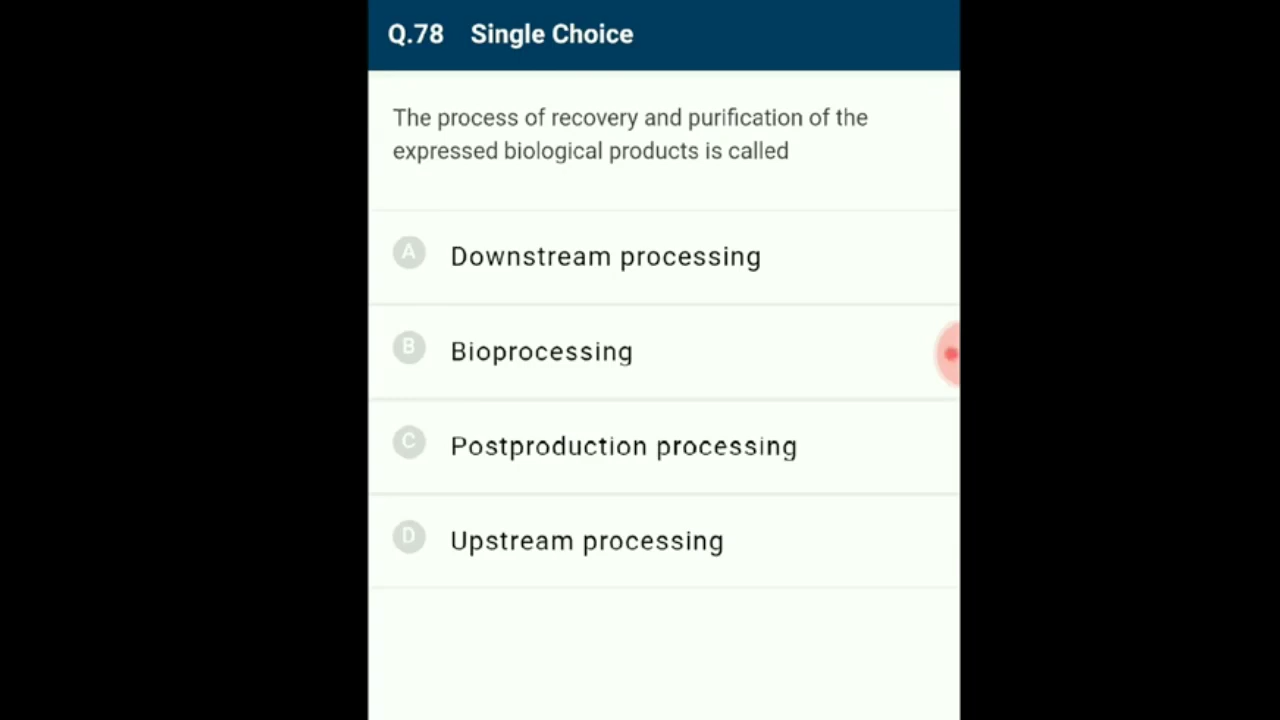 Q.78 Single Choice
The process of recovery and purification of the
expressed biological products is called
A Downstream processing
B Bioprocessing
C Postproduction processing
D Upstream processing